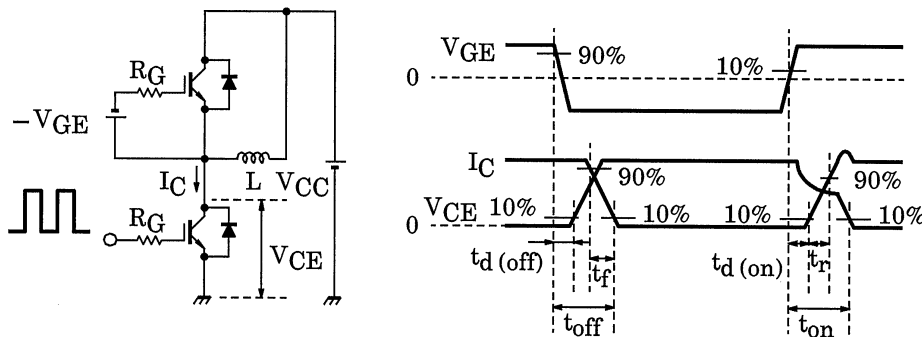 RG
−VGE
IC
L
VCC
RG
VCE
VGE
90%
10%
0
IC
90%
90%
VCE
10%
10%
10%
10%
0
td (off)
tf
td (on)
tr
toff
ton